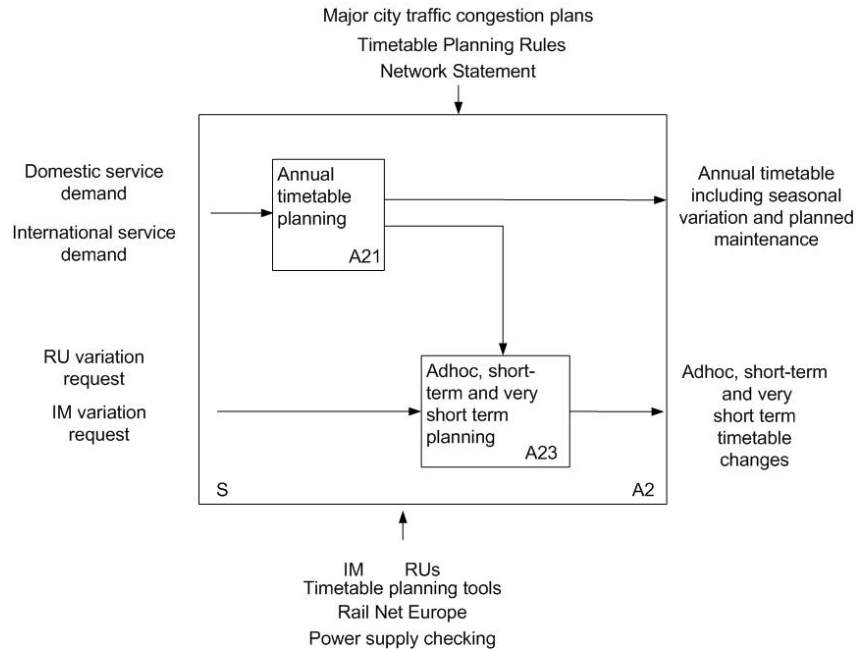 Major city traffic congestion plans
Timetable Planning Rules
Network Statement
Domestic service
demand
International service
demand
Annual
timetable
planning
A21
Annual timetable
including seasonal
variation and planned
maintenance
RU variation
request
IM variation
request
Adhoc, short-
term and very
short term
planning
A23
Adhoc, short-term
and very
short term
timetable
changes
S
A2
IM RUs
Timetable planning tools
Rail Net Europe
Power supply checking